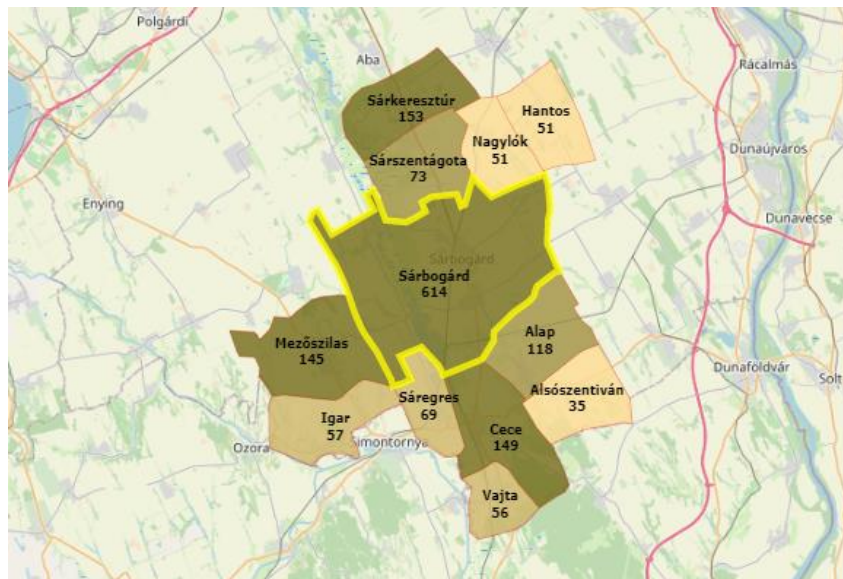 Polgárdi
Aba
Rácalmás
Sárkeresztúr
153
Hantos
51
Nagylók
51
Sárszentágota
73
Dunaújváros
Enying
Dunavecse
Sárbogárd
Sárbogárd
614
Alap
118
Mezőszilas
145
Dunaföldvár
Solt
Alsószentiván
35
Sáregres
69
Igar
57
Cece
149
Ozora
Simontornya
Vajta
56